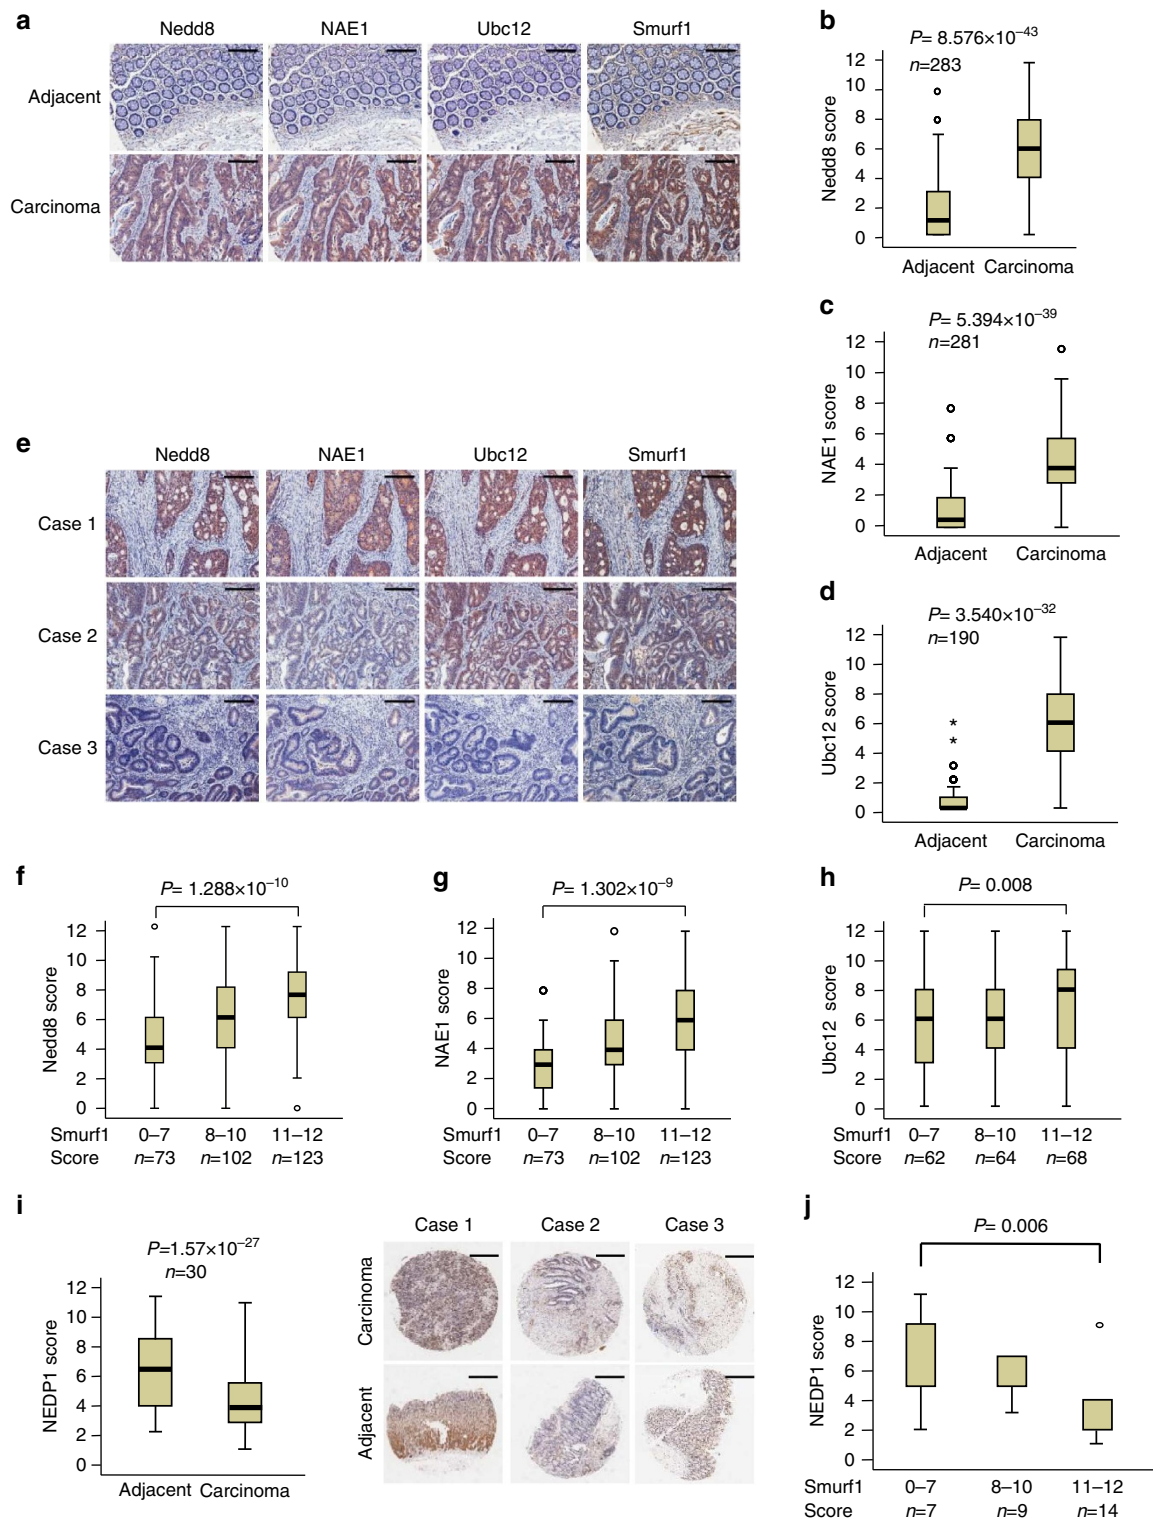 a
Nedd8 NAE1 Ubc12 Smurf1
Adjacent
Carcinoma
b
P= 8.576×10−43
n=283
Nedd8 score
12
10
8
6
4
2
0
Adjacent Carcinoma
c
P= 5.394×10−39
n=281
NAE1 score
12
10
8
6
4
2
0
Adjacent Carcinoma
d
P= 3.540×10−32
n=190
Ubc12 score
12
10
8
6
4
2
0
* 
*
Adjacent Carcinoma
e
Nedd8 NAE1 Ubc12 Smurf1
Case 1
Case 2
Case 3
f
P= 1.288×10−10
Nedd8 score
12
10
8
6
4
2
0
Smurf1 0–7 8–10 11–12
Score n=73 n=102 n=123
g
P= 1.302×10−9
NAE1 score
12
10
8
6
4
2
0
Smurf1 0–7 8–10 11–12
Score n=73 n=102 n=123
h
P= 0.008
Ubc12 score
12
10
8
6
4
2
0
Smurf1 0–7 8–10 11–12
Score n=62 n=64 n=68
i
P=1.57×10−27
n=30
NEDP1 score
12
10
8
6
4
2
0
Adjacent Carcinoma
Case 1 Case 2 Case 3
Carcinoma
Adjacent
j
P= 0.006
NEDP1 score
12
10
8
6
4
2
0
Smurf1 0–7 8–10 11–12
Score n=7 n=9 n=14